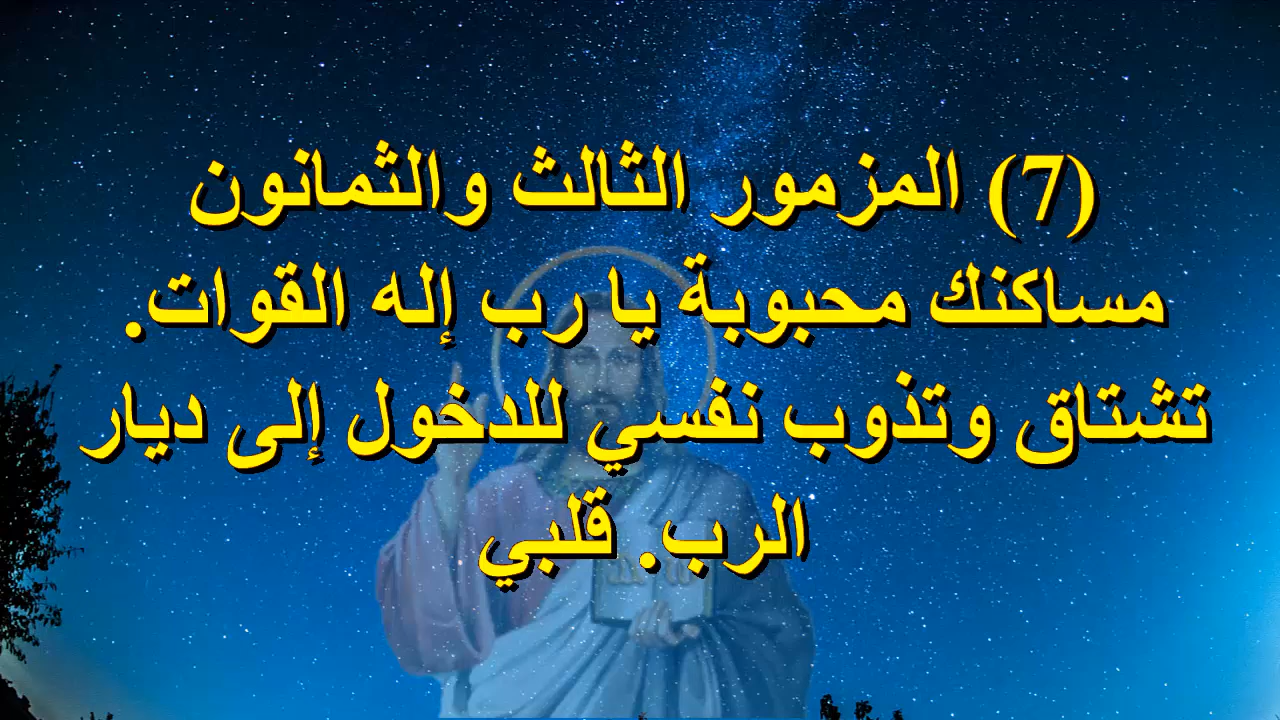 (7) المزمور الثالث والثمانون
مساكنك محبوبة يا رب إله القوات.
تشتاق وتذوب نفسي للدخول إلى ديار
الرب. قلبي